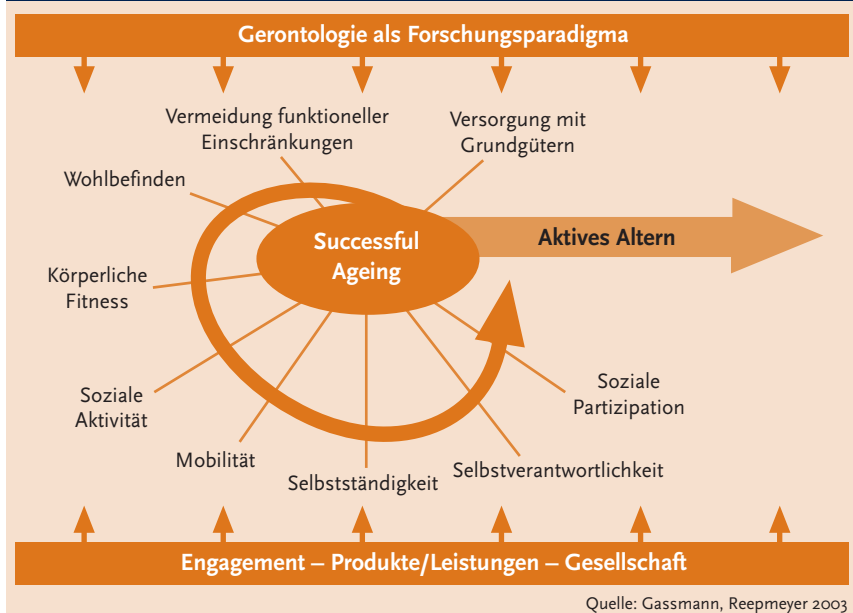 Gerontologie als Forschungsparadigma
Vermeidung funktioneller
Einschränkungen
Versorgung mit
Grundgütern
Wohlbefinden
Successful
Ageing
Aktives Altern
Körperliche
Fitness
Soziale
Aktivität
Soziale
Partizipation
Mobilität
Selbstständigkeit
Selbstverantwortlichkeit
Engagement – Produkte/Leistungen – Gesellschaft
Quelle: Gassmann, Reepmeyer 2003